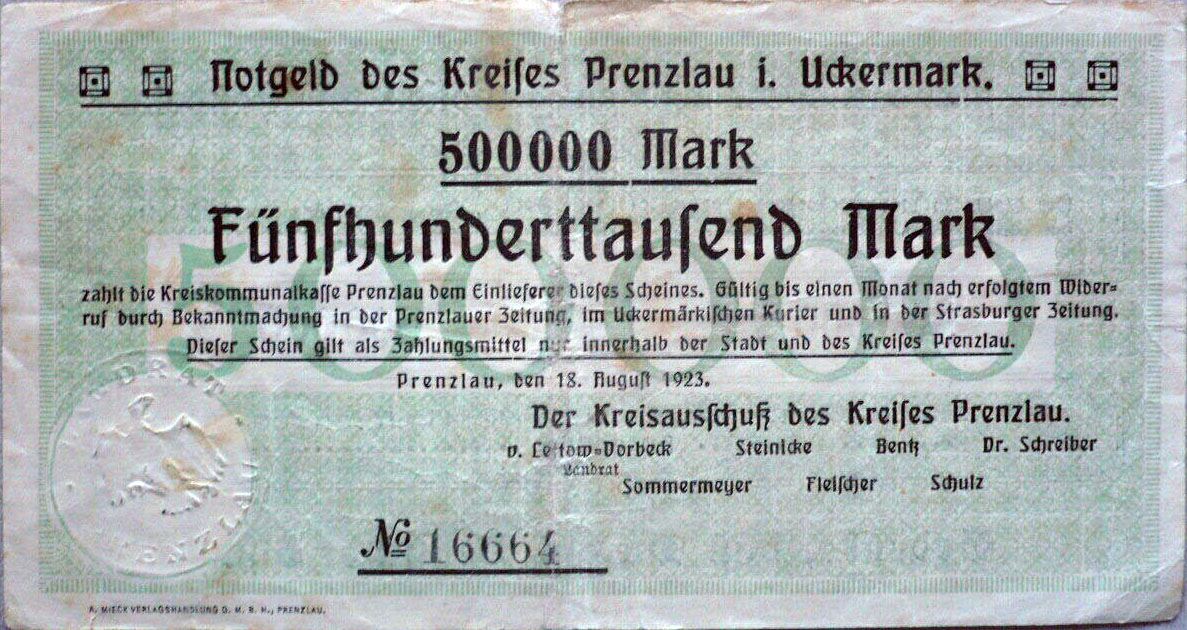 Notgeld des Kreiſes Prenzlau i. Uckermark.
500000 Mark
Fünfhunderttauſend Mark
500000
zahlt die Kreiskommunalkaſſe Prenzlau dem Einlieferer dieſes Scheines. Gültig bis einen Monat nach erfolgtem Wider=
ruf durch Bekanntmachung in der Prenzlauer Zeitung, im Uckermärkiſchen Kurier und in der Strasburger Zeitung.
Dieſer Schein gilt als Zahlungsmittel nur innerhalb der Stadt und des Kreiſes Prenzlau.
Prenzlau, den 18. Auguſt 1923.
Der Kreisausſchuß des Kreiſes Prenzlau.
v. Lettow=Vorbeck Steinicke Bentz Dr. Schreiber
Landrat
Sommermeyer Fleiſcher Schulz
LANDRAT
PRENZLAU
No 16664
A. MIECK VERLAGSHANDLUNG G. M. B. H., PRENZLAU.